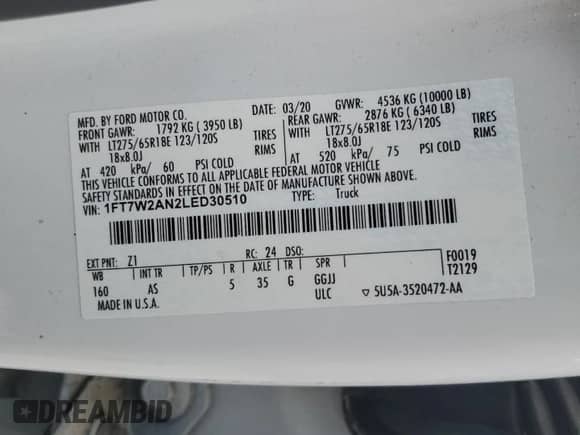 MFD. BY FORD MOTOR CO.
DATE: 03/20 GVWR: 4536 KG (10000 LB)
FRONT GAWR: 1792 KG ( 3950 LB) REAR GAWR: 2876 KG ( 6340 LB)
WITH LT275/65R18E 123/120S TIRES WITH LT275/65R18E 123/120S TIRES
18x8.0J RIMS 18x8.0J RIMS
AT 420 kPa/ 60 PSI COLD AT 520 kPa/ 75 PSI COLD
THIS VEHICLE CONFORMS TO ALL APPLICABLE FEDERAL MOTOR VEHICLE
SAFETY STANDARDS IN EFFECT ON THE DATE OF MANUFACTURE SHOWN ABOVE.
VIN: 1FT7W2AN2LED30510 TYPE: Truck
EXT PNT: Z1 RC: 24 DSO: F0019
WB INT TR TP/PS R AXLE TR SPR T2129
160 AS 5 35 G GGJJ
MADE IN U.S.A. ULC ▽ 5U5A-3520472-AA
DREAMBID